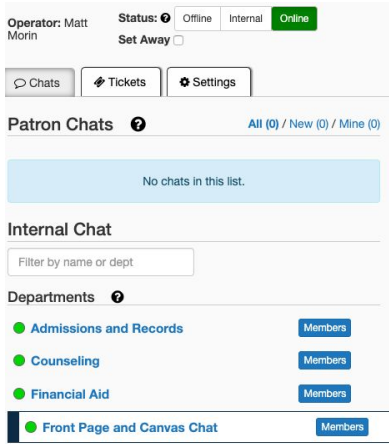 Operator: Matt Morin
Status: Offline Internal Online
Set Away
Chats Tickets Settings
Patron Chats All (0) / New (0) / Mine (0)
No chats in this list.
Internal Chat
Filter by name or dept
Departments
Admissions and Records Members
Counseling Members
Financial Aid Members
Front Page and Canvas Chat Members